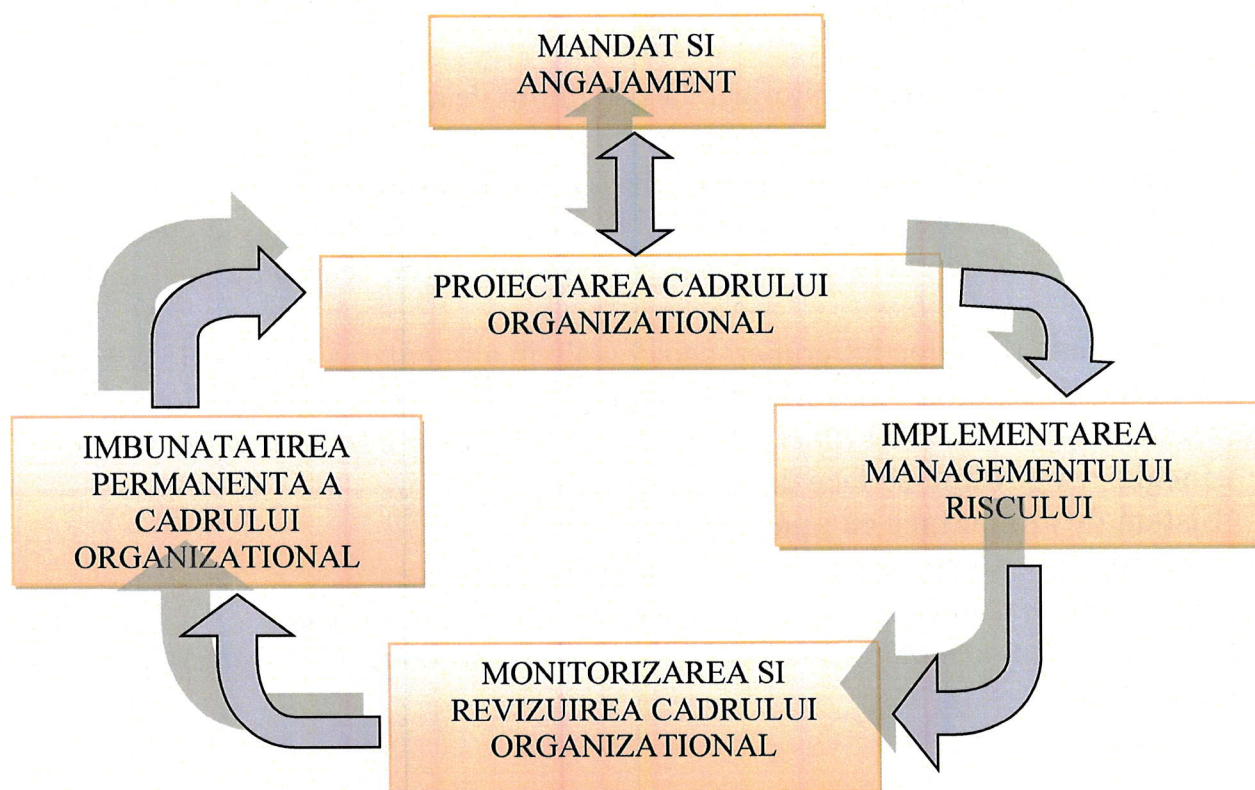 MANDAT SI
ANGAJAMENT
PROIECTAREA CADRULUI
ORGANIZATIONAL
IMBUNATATIREA
PERMANENTA A
CADRULUI
ORGANIZATIONAL
IMPLEMENTAREA
MANAGEMENTULUI
RISCULUI
MONITORIZAREA SI
REVIZUIREA CADRULUI
ORGANIZATIONAL